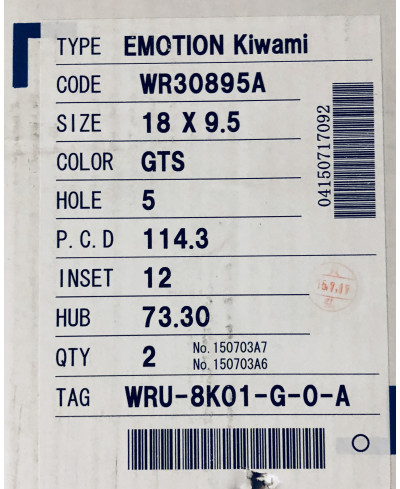 TYPE EMOTION Kiwami
CODE WR30895A
SIZE 18 X 9.5
COLOR GTS
HOLE 5
P.C.D 114.3
INSET 12
HUB 73.30
QTY 2 No. 150703A7
No. 150703A6
TAG WRU-8K01-G-0-A
04150717092